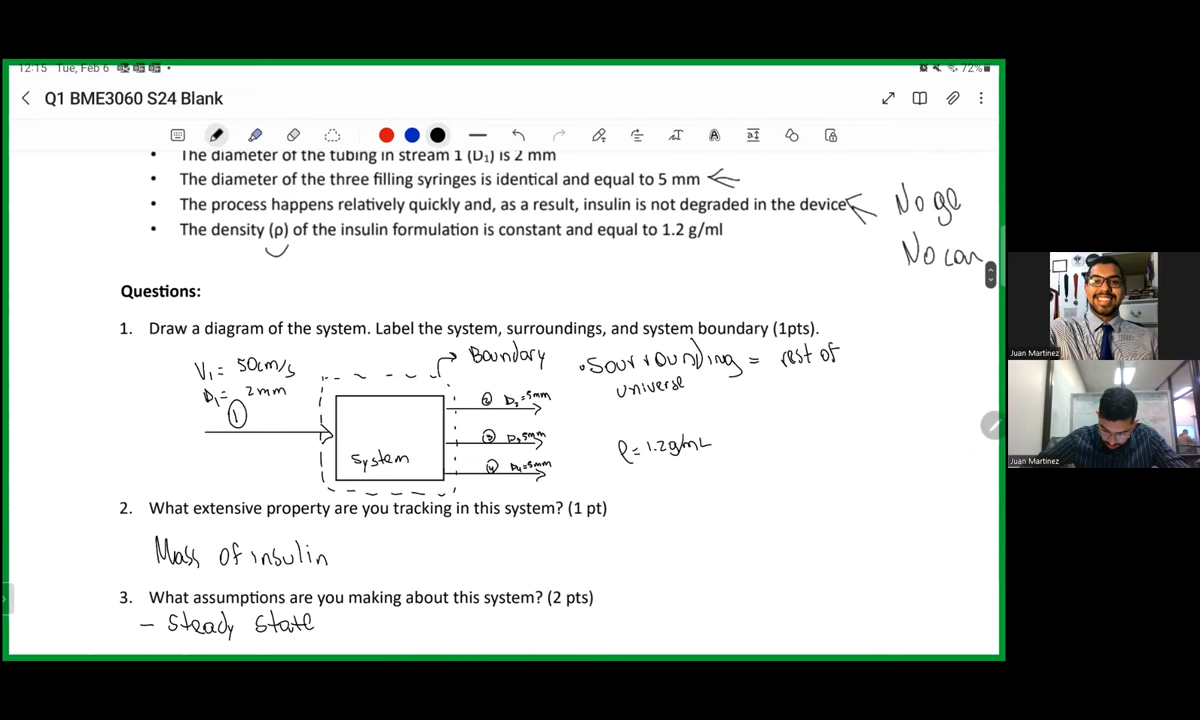 12:15 Tue, Feb 6
72%
Q1 BME3060 S24 Blank
• The diameter of the tubing in stream 1 (D₁) is 2 mm
• The diameter of the three filling syringes is identical and equal to 5 mm
• The process happens relatively quickly and, as a result, insulin is not degraded in the device
• The density (ρ) of the insulin formulation is constant and equal to 1.2 g/ml
No ge
No con
Questions:
1. Draw a diagram of the system. Label the system, surroundings, and system boundary (1pts).
V₁ = 50cm/s
D₁ = 2mm
①
Boundary
• Sourrounding = rest of
universe
② D₂=5mm
③ D₃ 5mm
④ D₄=5mm
System
ρ = 1.2g/mL
2. What extensive property are you tracking in this system? (1 pt)
Mass of insulin
3. What assumptions are you making about this system? (2 pts)
- Steady State
Juan Martinez
Juan Martinez